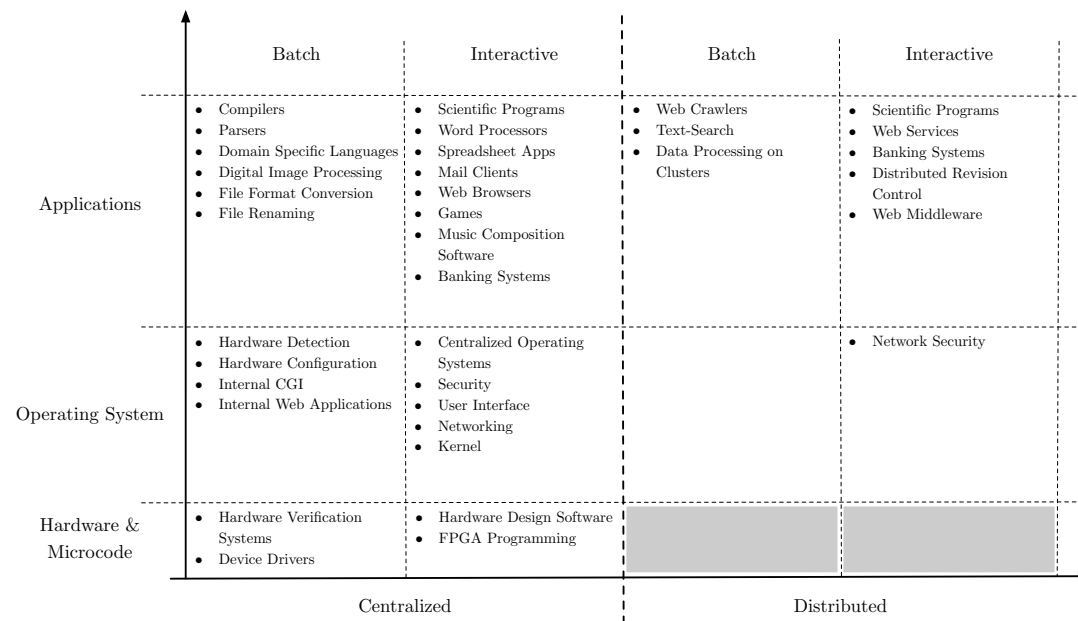 Batch
Interactive
Batch
Interactive
Applications
• Compilers
• Parsers
• Domain Specific Languages
• Digital Image Processing
• File Format Conversion
• File Renaming
• Scientific Programs
• Word Processors
• Spreadsheet Apps
• Mail Clients
• Web Browsers
• Games
• Music Composition
Software
• Banking Systems
• Web Crawlers
• Text-Search
• Data Processing on
Clusters
• Scientific Programs
• Web Services
• Banking Systems
• Distributed Revision
Control
• Web Middleware
Operating System
• Hardware Detection
• Hardware Configuration
• Internal CGI
• Internal Web Applications
• Centralized Operating
Systems
• Security
• User Interface
• Networking
• Kernel
• Network Security
Hardware &
Microcode
• Hardware Verification
Systems
• Device Drivers
• Hardware Design Software
• FPGA Programming
Centralized
Distributed